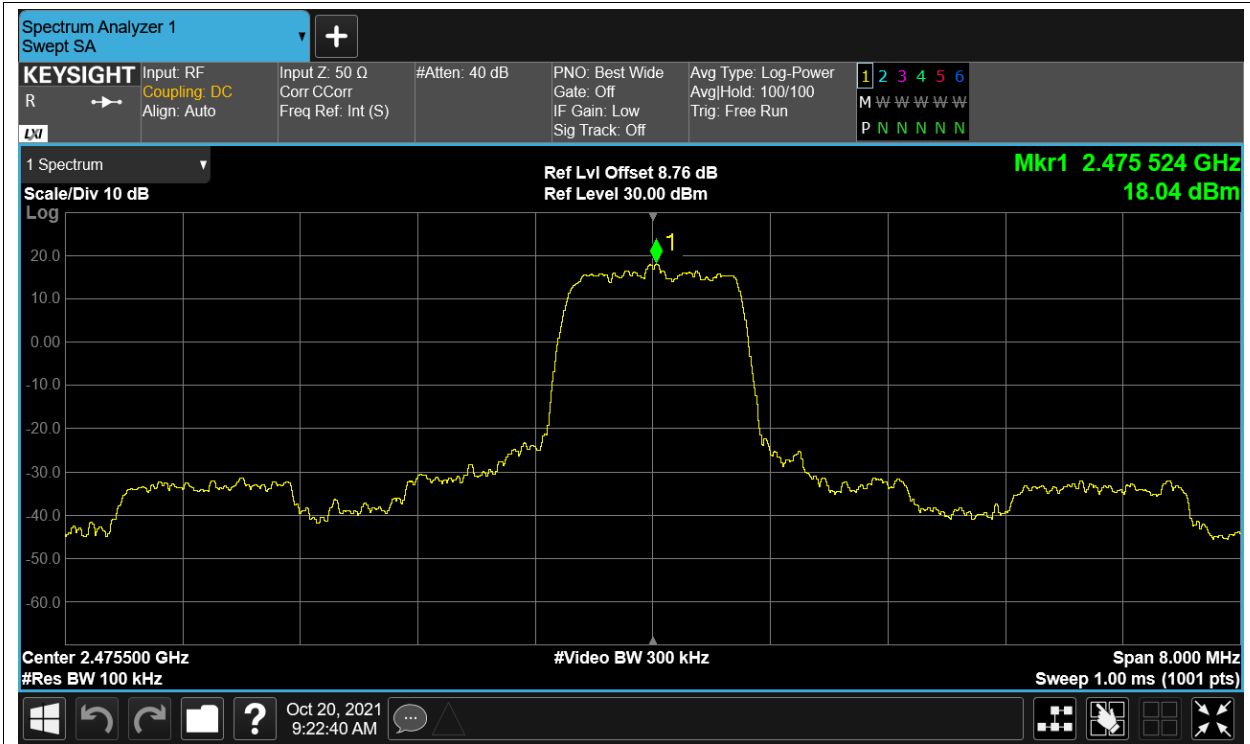 Spectrum Analyzer 1
Swept SA
KEYSIGHT
R
LXI
Input: RF
Coupling: DC
Align: Auto
Input Z: 50 Ω
Corr CCorr
Freq Ref: Int (S)
#Atten: 40 dB
PNO: Best Wide
Gate: Off
IF Gain: Low
Sig Track: Off
Avg Type: Log-Power
Avg|Hold: 100/100
Trig: Free Run
1 2 3 4 5 6
M W W W W W
P N N N N N
1 Spectrum
Scale/Div 10 dB
Log
Ref Lvl Offset 8.76 dB
Ref Level 30.00 dBm
Mkr1 2.475 524 GHz
18.04 dBm
1
20.0
10.0
0.00
-10.0
-20.0
-30.0
-40.0
-50.0
-60.0
Center 2.475500 GHz
#Res BW 100 kHz
#Video BW 300 kHz
Span 8.000 MHz
Sweep 1.00 ms (1001 pts)
?
Oct 20, 2021
9:22:40 AM